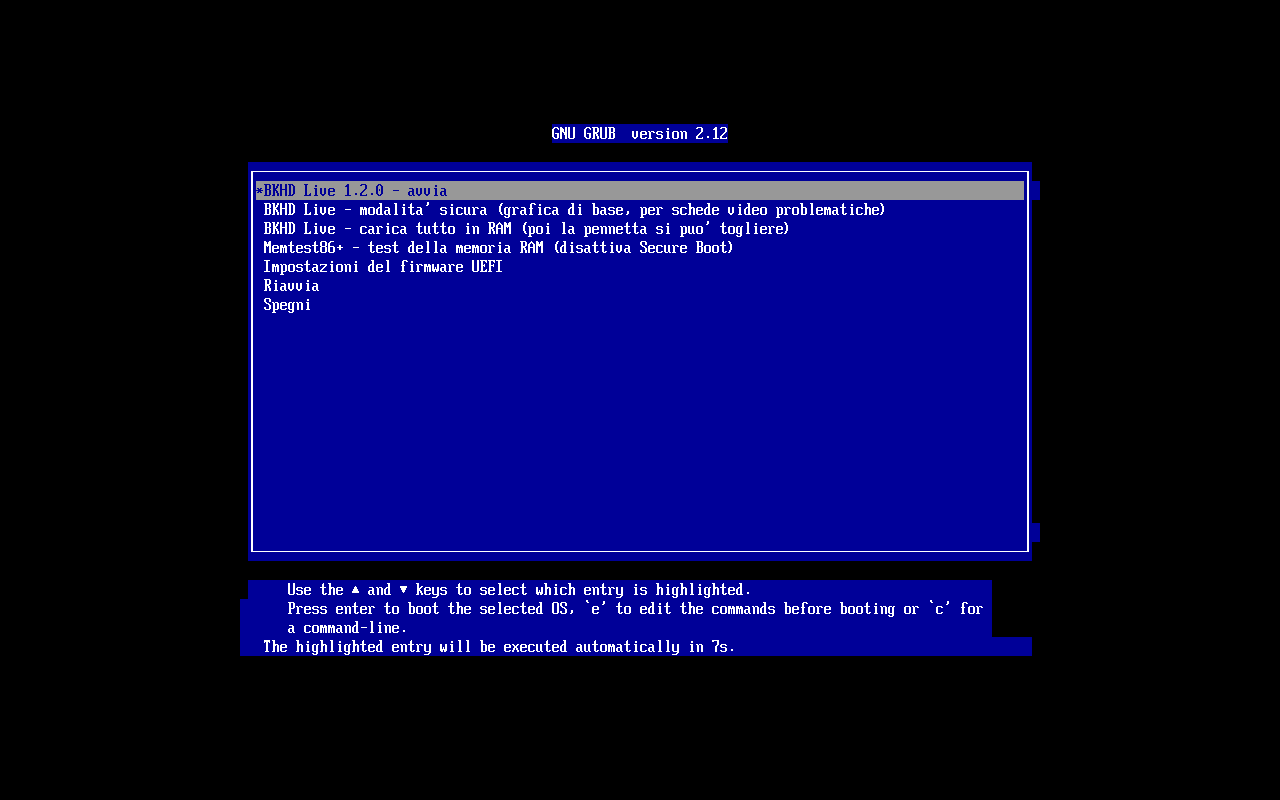 GNU GRUB  version 2.12
*BKHD Live 1.2.0 - avvia
BKHD Live - modalita' sicura (grafica di base, per schede video problematiche)
BKHD Live - carica tutto in RAM (poi la pennetta si puo' togliere)
Memtest86+ - test della memoria RAM (disattiva Secure Boot)
Impostazioni del firmware UEFI
Riavvia
Spegni
Use the ▲ and ▼ keys to select which entry is highlighted.
Press enter to boot the selected OS, `e' to edit the commands before booting or `c' for
a command-line.
The highlighted entry will be executed automatically in 7s.